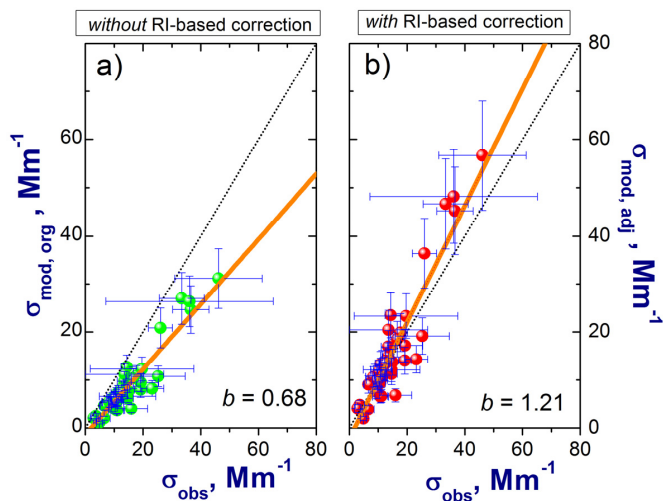 without RI-based correction
with RI-based correction
a)
b)
80
60
40
20
0
80
60
40
20
0
σmod, org , Mm-1
σmod, adj , Mm-1
b = 0.68
b = 1.21
0 20 40 60 80
0 20 40 60 80
σobs, Mm-1
σobs, Mm-1